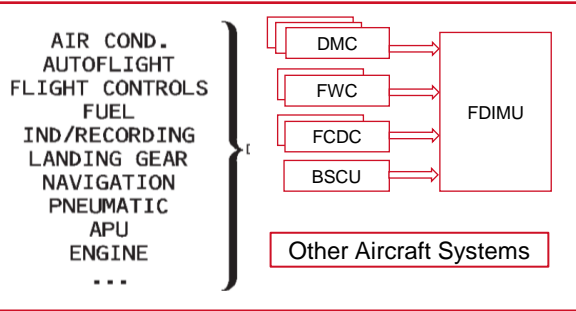 AIR COND.
AUTOFLIGHT
FLIGHT CONTROLS
FUEL
IND/RECORDING
LANDING GEAR
NAVIGATION
PNEUMATIC
APU
ENGINE
...
DMC
FWC
FCDC
BSCU
FDIMU
Other Aircraft Systems